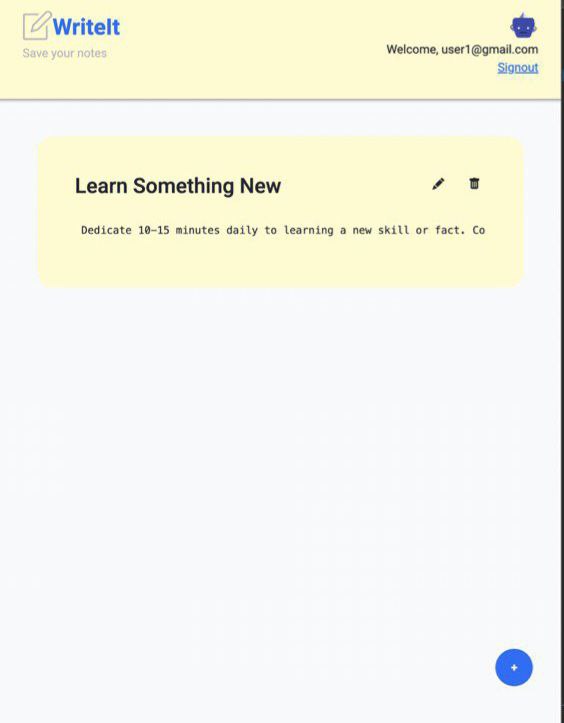 WriteIt
Save your notes
Welcome, user1@gmail.com
Signout
Learn Something New
Dedicate 10-15 minutes daily to learning a new skill or fact. Co
+